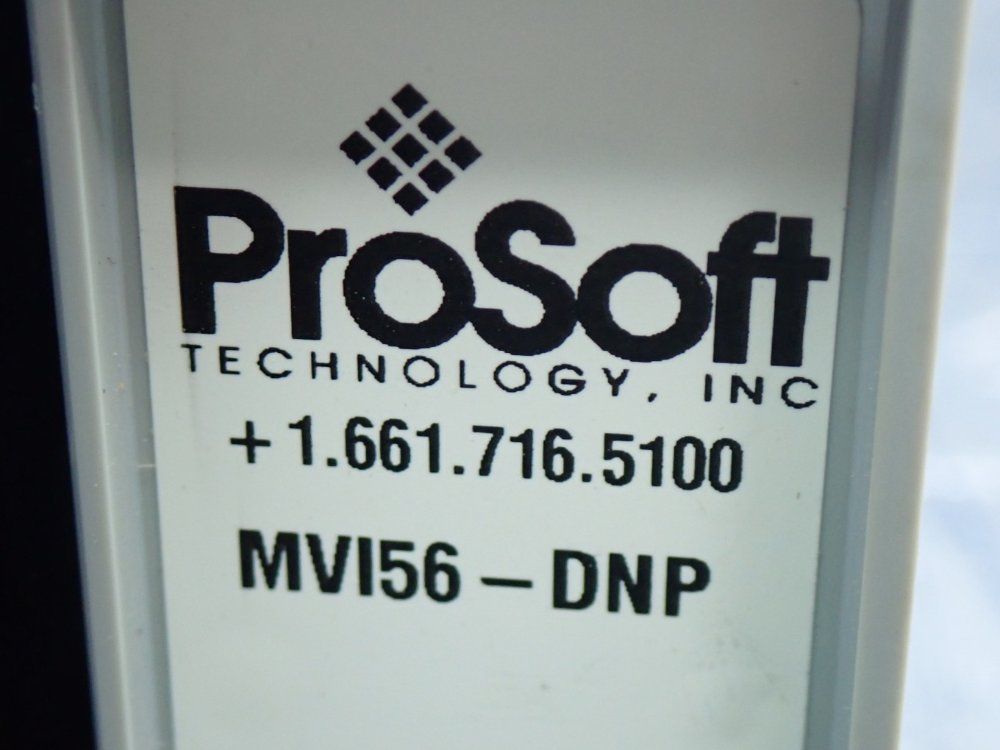 ProSoft
TECHNOLOGY, INC
+1.661.716.5100
MVI56 – DNP